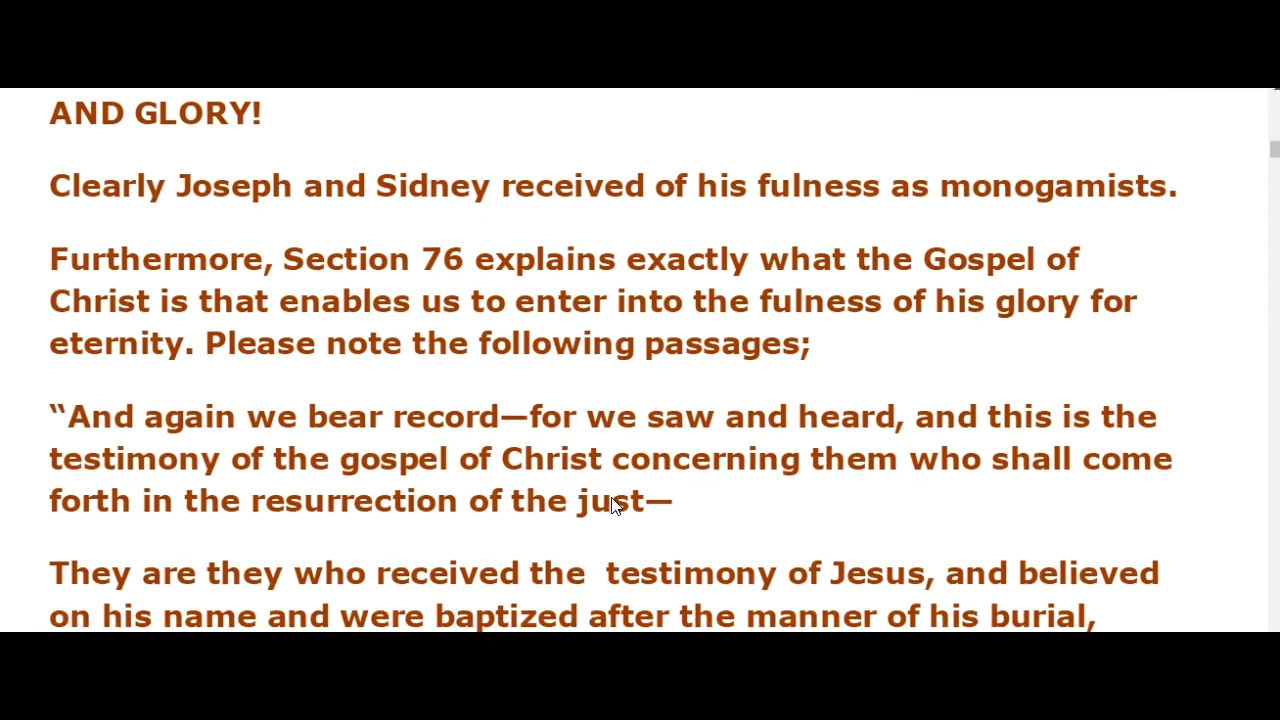 AND GLORY!
Clearly Joseph and Sidney received of his fulness as monogamists.
Furthermore, Section 76 explains exactly what the Gospel of
Christ is that enables us to enter into the fulness of his glory for
eternity. Please note the following passages;
“And again we bear record—for we saw and heard, and this is the
testimony of the gospel of Christ concerning them who shall come
forth in the resurrection of the just—
They are they who received the  testimony of Jesus, and believed
on his name and were baptized after the manner of his burial,